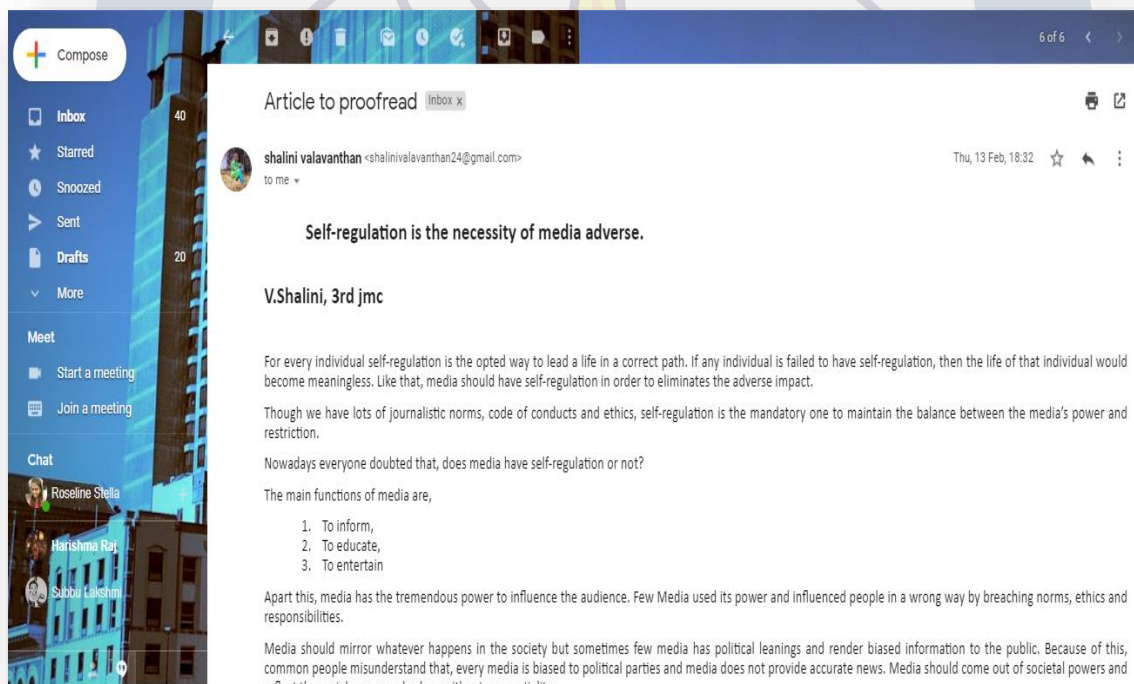 Compose
6 of 6
Inbox 40
Starred
Snoozed
Sent
Drafts 20
More
Meet
Start a meeting
Join a meeting
Chat
Roseline Stella
Harishma Raj
Subbu Lakshmi
Article to proofread Inbox x
shalini valavanthan <shalinivalavanthan24@gmail.com> Thu, 13 Feb, 18:32
to me
Self-regulation is the necessity of media adverse.
V.Shalini, 3rd jmc
For every individual self-regulation is the opted way to lead a life in a correct path. If any individual is failed to have self-regulation, then the life of that individual would
become meaningless. Like that, media should have self-regulation in order to eliminates the adverse impact.
Though we have lots of journalistic norms, code of conducts and ethics, self-regulation is the mandatory one to maintain the balance between the media's power and
restriction.
Nowadays everyone doubted that, does media have self-regulation or not?
The main functions of media are,
1. To inform,
2. To educate,
3. To entertain
Apart this, media has the tremendous power to influence the audience. Few Media used its power and influenced people in a wrong way by breaching norms, ethics and
responsibilities.
Media should mirror whatever happens in the society but sometimes few media has political leanings and render biased information to the public. Because of this,
common people misunderstand that, every media is biased to political parties and media does not provide accurate news. Media should come out of societal powers and